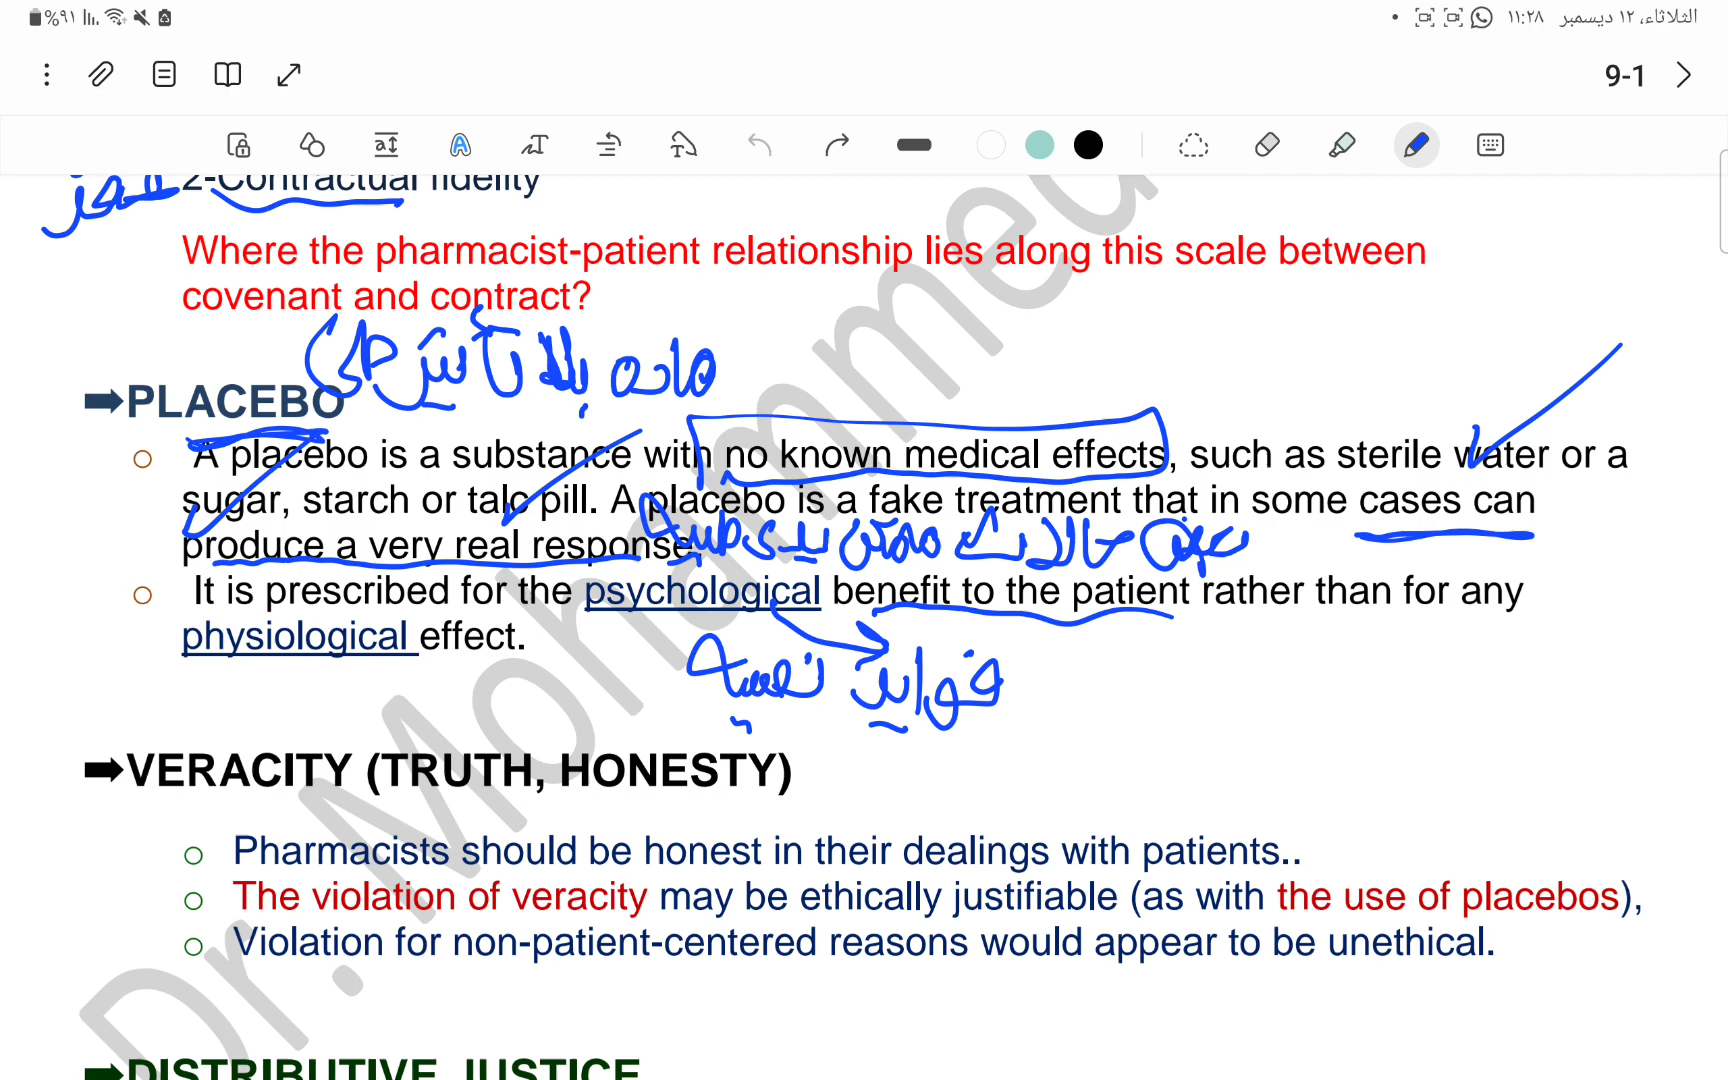 %٩١
الثلاثاء، ١٢ ديسمبر ١١:٢٨
9-1
2-Contractual fidelity
Where the pharmacist-patient relationship lies along this scale between
covenant and contract?
مادة بلا تأثير طبي
➡PLACEBO
A placebo is a substance with no known medical effects, such as sterile water or a
sugar, starch or talc pill. A placebo is a fake treatment that in some cases can
produce a very real response.
It is prescribed for the psychological benefit to the patient rather than for any
physiological effect.
فوائد نفسية
➡VERACITY (TRUTH, HONESTY)
Pharmacists should be honest in their dealings with patients..
The violation of veracity may be ethically justifiable (as with the use of placebos),
Violation for non-patient-centered reasons would appear to be unethical.
➡DISTRIBUTIVE JUSTICE
Dr. Mohammed